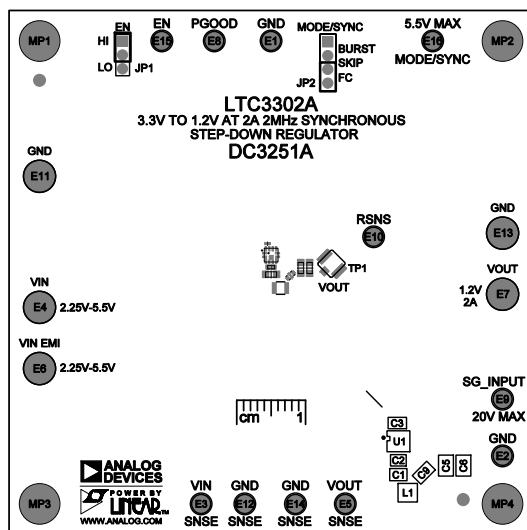 MP1
EN
HI
LO
JP1
EN
E15
PGOOD
E8
GND
E1
MODE/SYNC
BURST
SKIP
FC
JP2
5.5V MAX
E16
MODE/SYNC
MP2
LTC3302A
3.3V TO 1.2V AT 2A 2MHz SYNCHRONOUS
STEP-DOWN REGULATOR
DC3251A
GND
E11
RSNS
E10
GND
E13
TP1
VOUT
VOUT
E7
1.2V
2A
VIN
E4
2.25V-5.5V
VIN EMI
E6
2.25V-5.5V
cm 1
SG_INPUT
E9
20V MAX
C3
U1
C2
C1
L1
C9
C5
C6
GND
E2
ANALOG
DEVICES
POWER BY
LINEAR
WWW.ANALOG.COM
MP3
VIN
E3
SNSE
GND
E12
SNSE
GND
E14
SNSE
VOUT
E5
SNSE
MP4